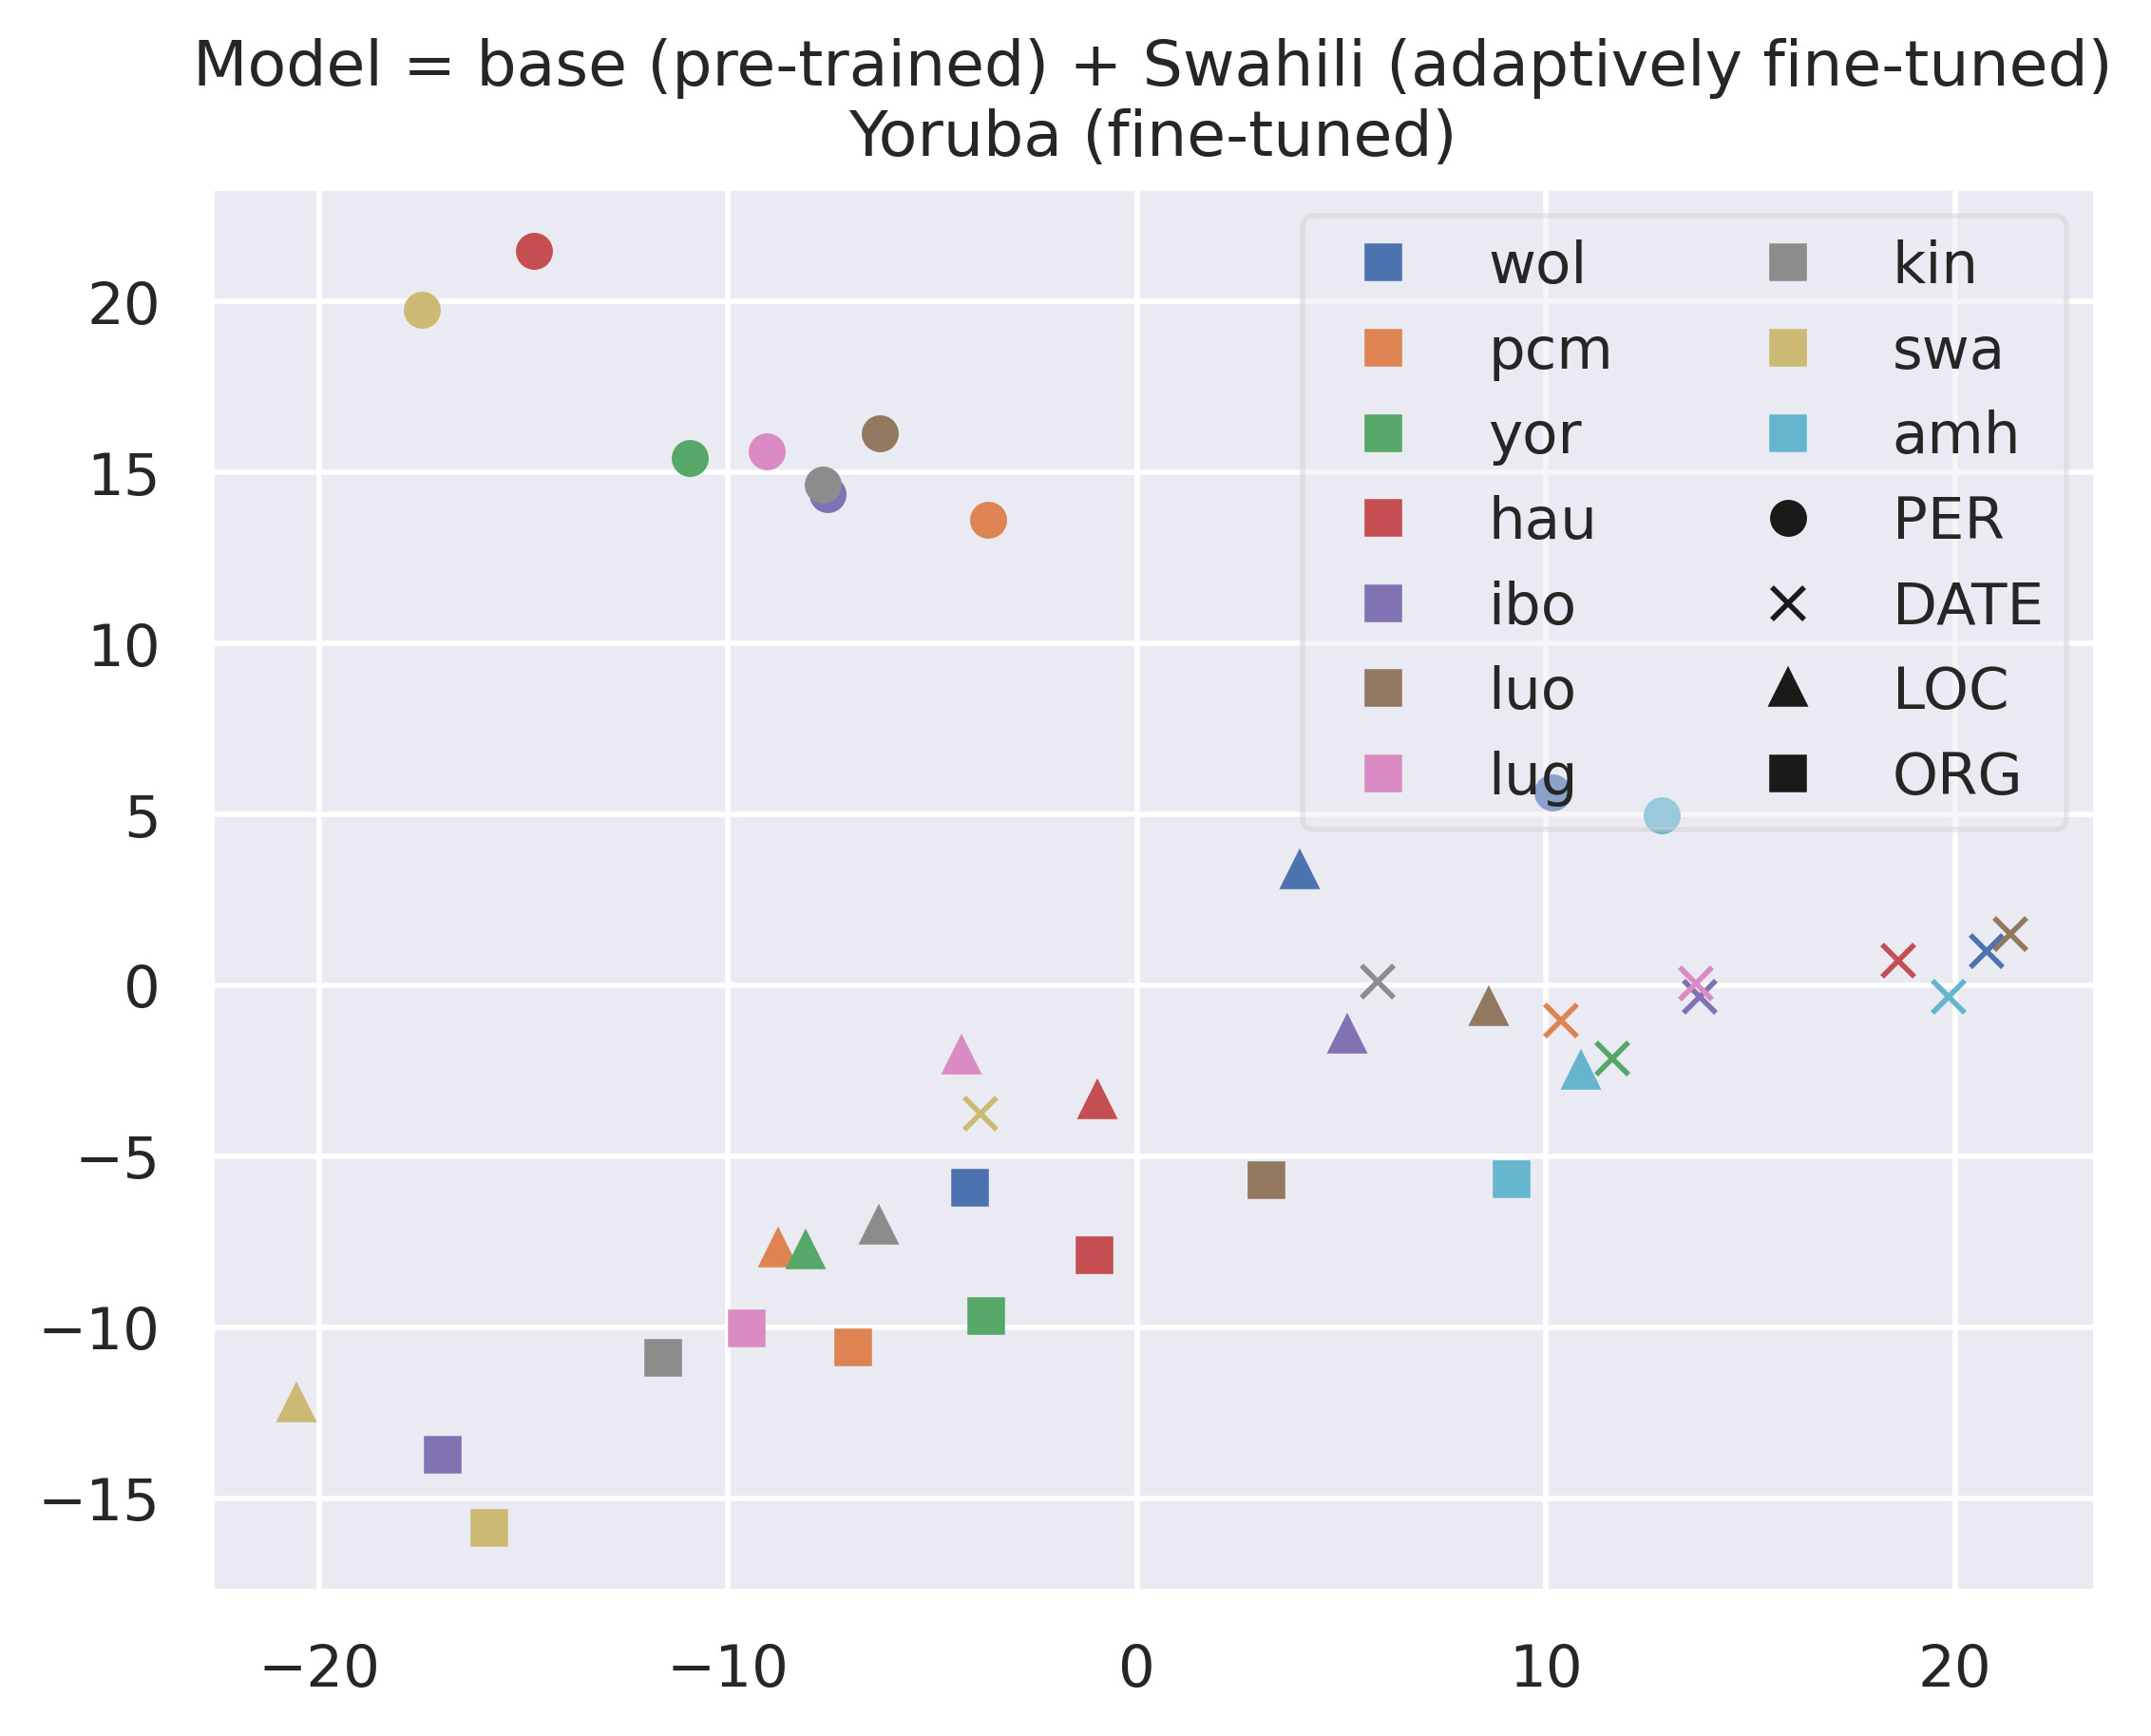 Model = base (pre-trained) + Swahili (adaptively fine-tuned)
Yoruba (fine-tuned)
wol
pcm
yor
hau
ibo
luo
lug
kin
swa
amh
PER
DATE
LOC
ORG
20
15
10
5
0
−5
−10
−15
−20
−10
0
10
20